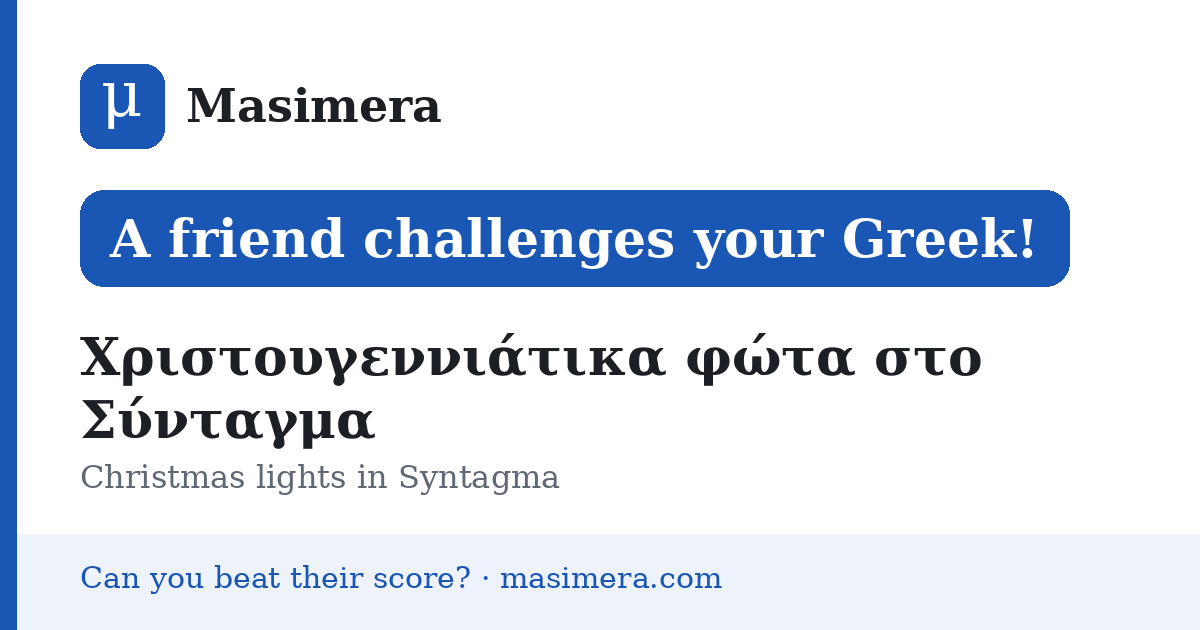 μ Masimera
A friend challenges your Greek!
Χριστουγεννιάτικα φώτα στο
Σύνταγμα
Christmas lights in Syntagma
Can you beat their score? · masimera.com